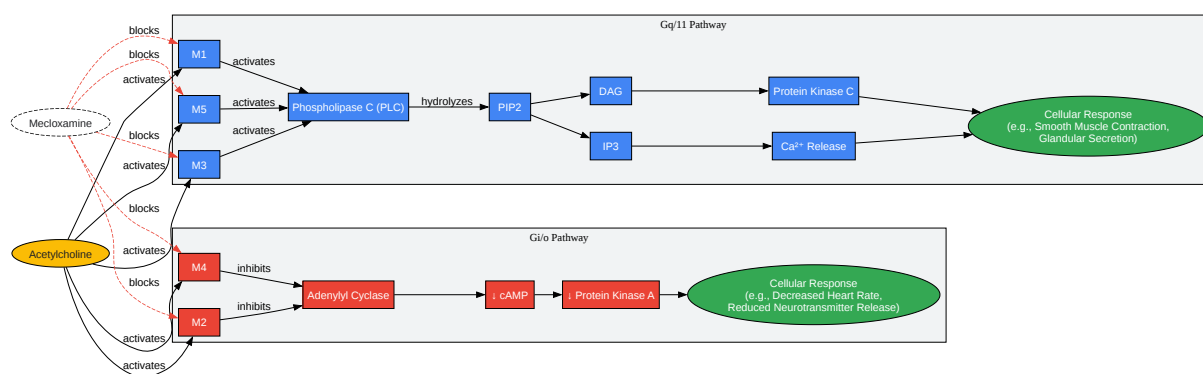 Gq/11 Pathway
blocks
M1
activates
blocks
activates
M5
activates
Phospholipase C (PLC)
hydrolyzes
PIP2
DAG
Protein Kinase C
Mecloxamine
blocks
activates
M3
activates
IP3
Ca²⁺ Release
Cellular Response
(e.g., Smooth Muscle Contraction,
Glandular Secretion)
blocks
Gi/o Pathway
Acetylcholine
activates
M4
inhibits
blocks
Adenylyl Cyclase
↓ cAMP
↓ Protein Kinase A
Cellular Response
(e.g., Decreased Heart Rate,
Reduced Neurotransmitter Release)
inhibits
M2
activates
activates